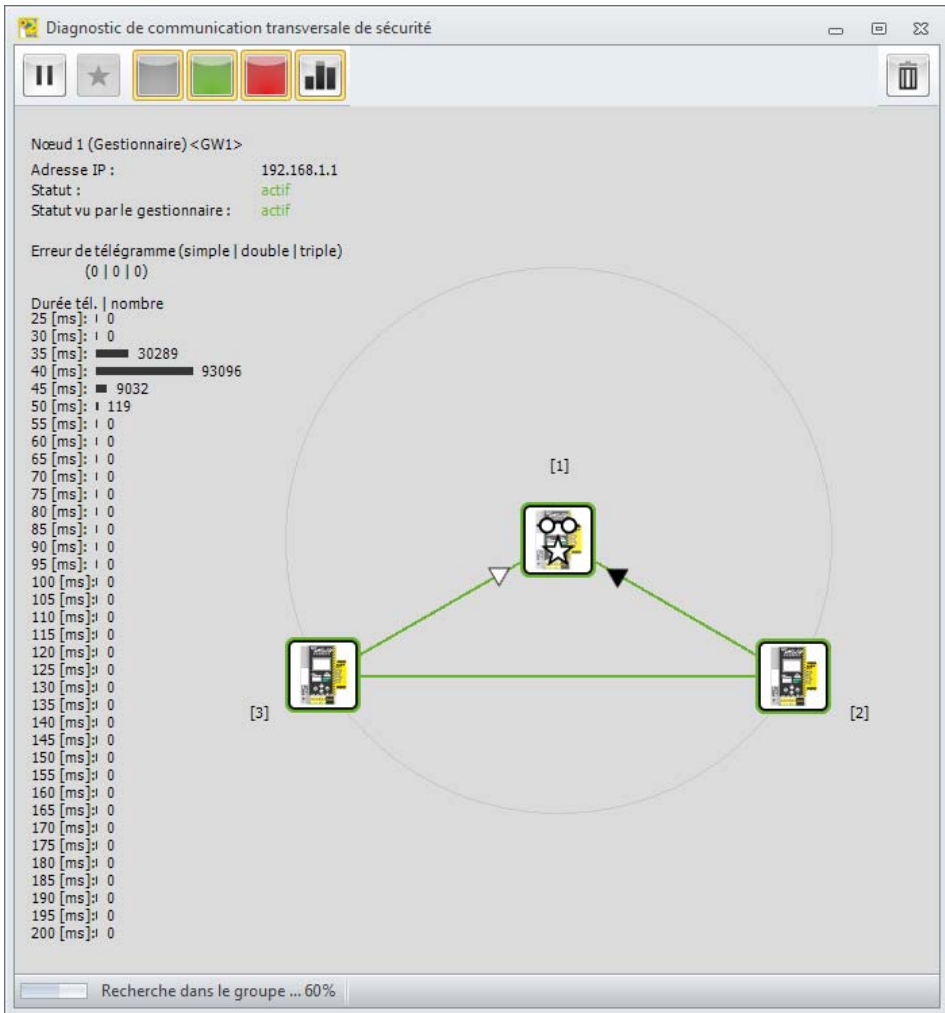 Diagnostic de communication transversale de sécurité
Nœud 1 (Gestionnaire) <GW1>
Adresse IP : 192.168.1.1
Statut : actif
Statut vu par le gestionnaire : actif
Erreur de télégramme (simple | double | triple)
(0 | 0 | 0)
Durée tél. | nombre
25 [ms]: 0
30 [ms]: 0
35 [ms]: 30289
40 [ms]: 93096
45 [ms]: 9032
50 [ms]: 119
55 [ms]: 0
60 [ms]: 0
65 [ms]: 0
70 [ms]: 0
75 [ms]: 0
80 [ms]: 0
85 [ms]: 0
90 [ms]: 0
95 [ms]: 0
100 [ms]: 0
105 [ms]: 0
110 [ms]: 0
115 [ms]: 0
120 [ms]: 0
125 [ms]: 0
130 [ms]: 0
135 [ms]: 0
140 [ms]: 0
145 [ms]: 0
150 [ms]: 0
155 [ms]: 0
160 [ms]: 0
165 [ms]: 0
170 [ms]: 0
175 [ms]: 0
180 [ms]: 0
185 [ms]: 0
190 [ms]: 0
195 [ms]: 0
200 [ms]: 0
[1]
[3]
[2]
Recherche dans le groupe ... 60%